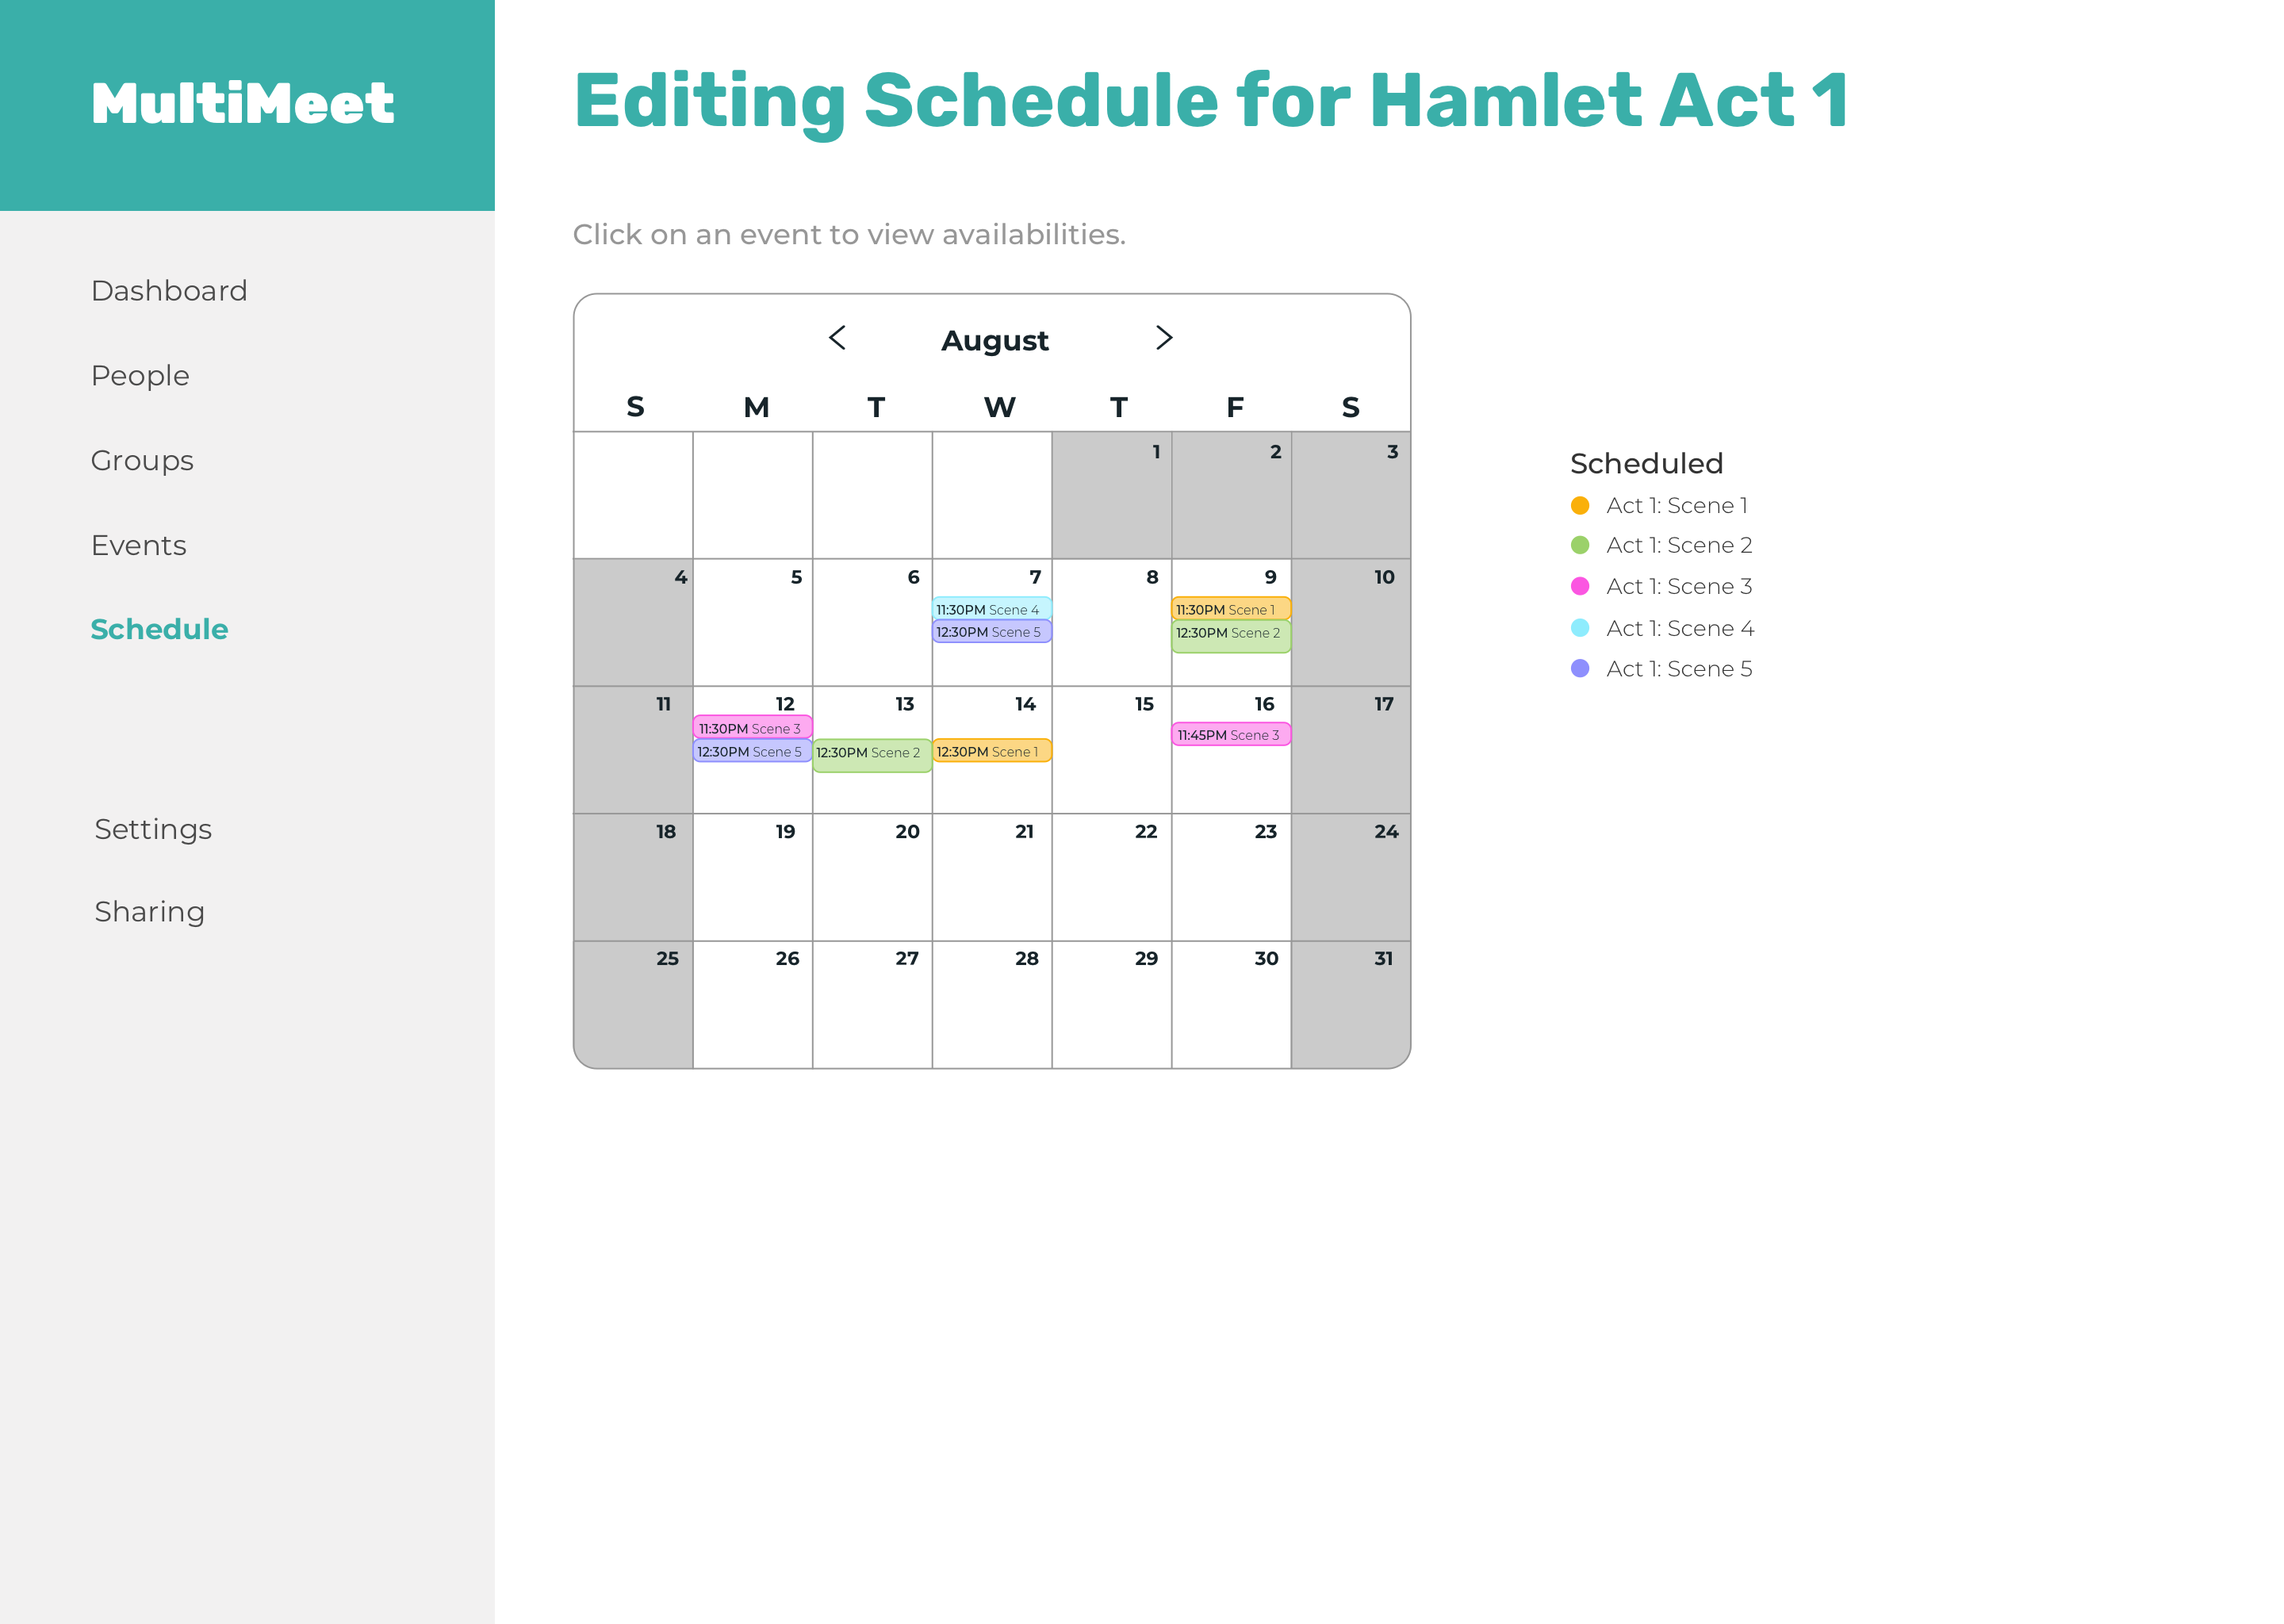 MultiMeet
Editing Schedule for Hamlet Act 1
Click on an event to view availabilities.
Dashboard
People
Groups
Events
Schedule
Settings
Sharing
August
S M T W T F S
1 2 3
4 5 6 7 8 9 10
11:30PM Scene 4
12:30PM Scene 5
11:30PM Scene 1
12:30PM Scene 2
11 12 13 14 15 16 17
11:30PM Scene 3
12:30PM Scene 5
12:30PM Scene 2
12:30PM Scene 1
11:45PM Scene 3
18 19 20 21 22 23 24
25 26 27 28 29 30 31
Scheduled
Act 1: Scene 1
Act 1: Scene 2
Act 1: Scene 3
Act 1: Scene 4
Act 1: Scene 5